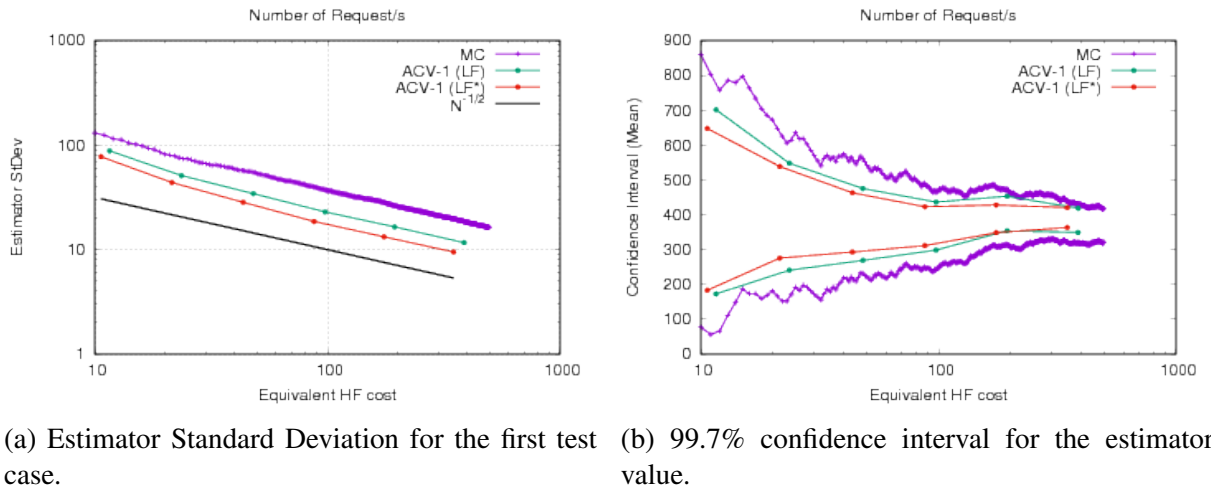 Number of Request/s
1000
100
10
1
Estimator StDev
MC
ACV-1 (LF)
ACV-1 (LF*)
N^-1/2
10
100
1000
Equivalent HF cost
(a) Estimator Standard Deviation for the first test
case.
Number of Request/s
900
800
700
600
500
400
300
200
100
0
Confidence Interval (Mean)
MC
ACV-1 (LF)
ACV-1 (LF*)
10
100
1000
Equivalent HF cost
(b) 99.7% confidence interval for the estimator
value.